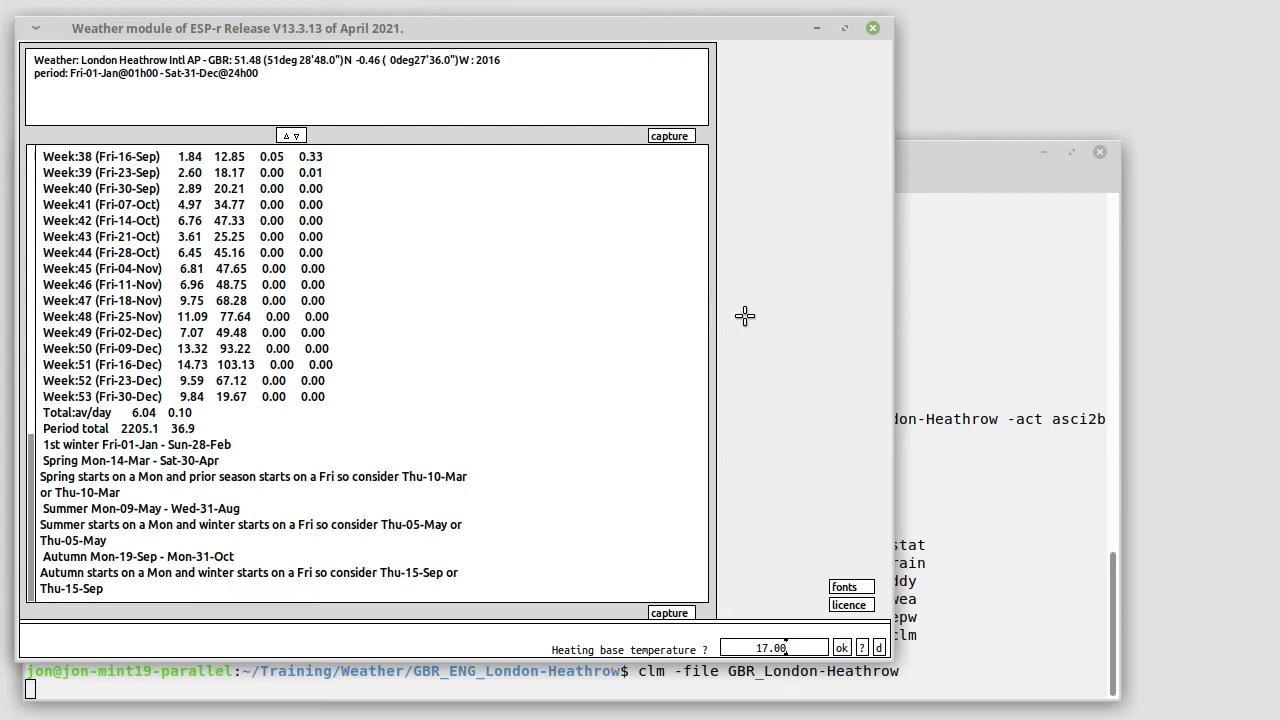 Weather module of ESP-r Release V13.3.13 of April 2021.
Weather: London Heathrow Intl AP - GBR: 51.48 (51deg 28'48.0")N -0.46 ( 0deg27'36.0")W : 2016
period: Fri-01-Jan@01h00 - Sat-31-Dec@24h00
capture
Week:38 (Fri-16-Sep) 1.84 12.85 0.05 0.33
Week:39 (Fri-23-Sep) 2.60 18.17 0.00 0.01
Week:40 (Fri-30-Sep) 2.89 20.21 0.00 0.00
Week:41 (Fri-07-Oct) 4.97 34.77 0.00 0.00
Week:42 (Fri-14-Oct) 6.76 47.33 0.00 0.00
Week:43 (Fri-21-Oct) 3.61 25.25 0.00 0.00
Week:44 (Fri-28-Oct) 6.45 45.16 0.00 0.00
Week:45 (Fri-04-Nov) 6.81 47.65 0.00 0.00
Week:46 (Fri-11-Nov) 6.96 48.75 0.00 0.00
Week:47 (Fri-18-Nov) 9.75 68.28 0.00 0.00
Week:48 (Fri-25-Nov) 11.09 77.64 0.00 0.00
Week:49 (Fri-02-Dec) 7.07 49.48 0.00 0.00
Week:50 (Fri-09-Dec) 13.32 93.22 0.00 0.00
Week:51 (Fri-16-Dec) 14.73 103.13 0.00 0.00
Week:52 (Fri-23-Dec) 9.59 67.12 0.00 0.00
Week:53 (Fri-30-Dec) 9.84 19.67 0.00 0.00
Total:av/day 6.04 0.10
Period total 2205.1 36.9
1st winter Fri-01-Jan - Sun-28-Feb
Spring Mon-14-Mar - Sat-30-Apr
Spring starts on a Mon and prior season starts on a Fri so consider Thu-10-Mar
or Thu-10-Mar
Summer Mon-09-May - Wed-31-Aug
Summer starts on a Mon and winter starts on a Fri so consider Thu-05-May or
Thu-05-May
Autumn Mon-19-Sep - Mon-31-Oct
Autumn starts on a Mon and winter starts on a Fri so consider Thu-15-Sep or
Thu-15-Sep
capture
fonts
licence
Heating base temperature ? 17.00 ok ? d
don-Heathrow -act asci2b
stat
rain
ddy
wea
epw
clm
jon@jon-mint19-parallel:~/Training/Weather/GBR_ENG_London-Heathrow$ clm -file GBR_London-Heathrow